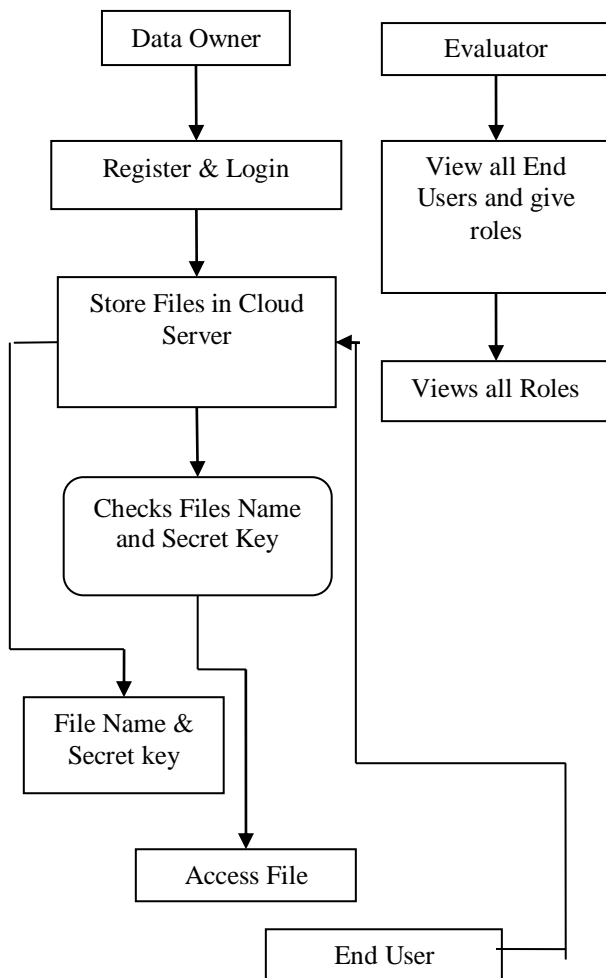 Data Owner
Evaluator
Register & Login
View all End
Users and give
roles
Store Files in Cloud
Server
Views all Roles
Checks Files Name
and Secret Key
File Name &
Secret key
Access File
End User